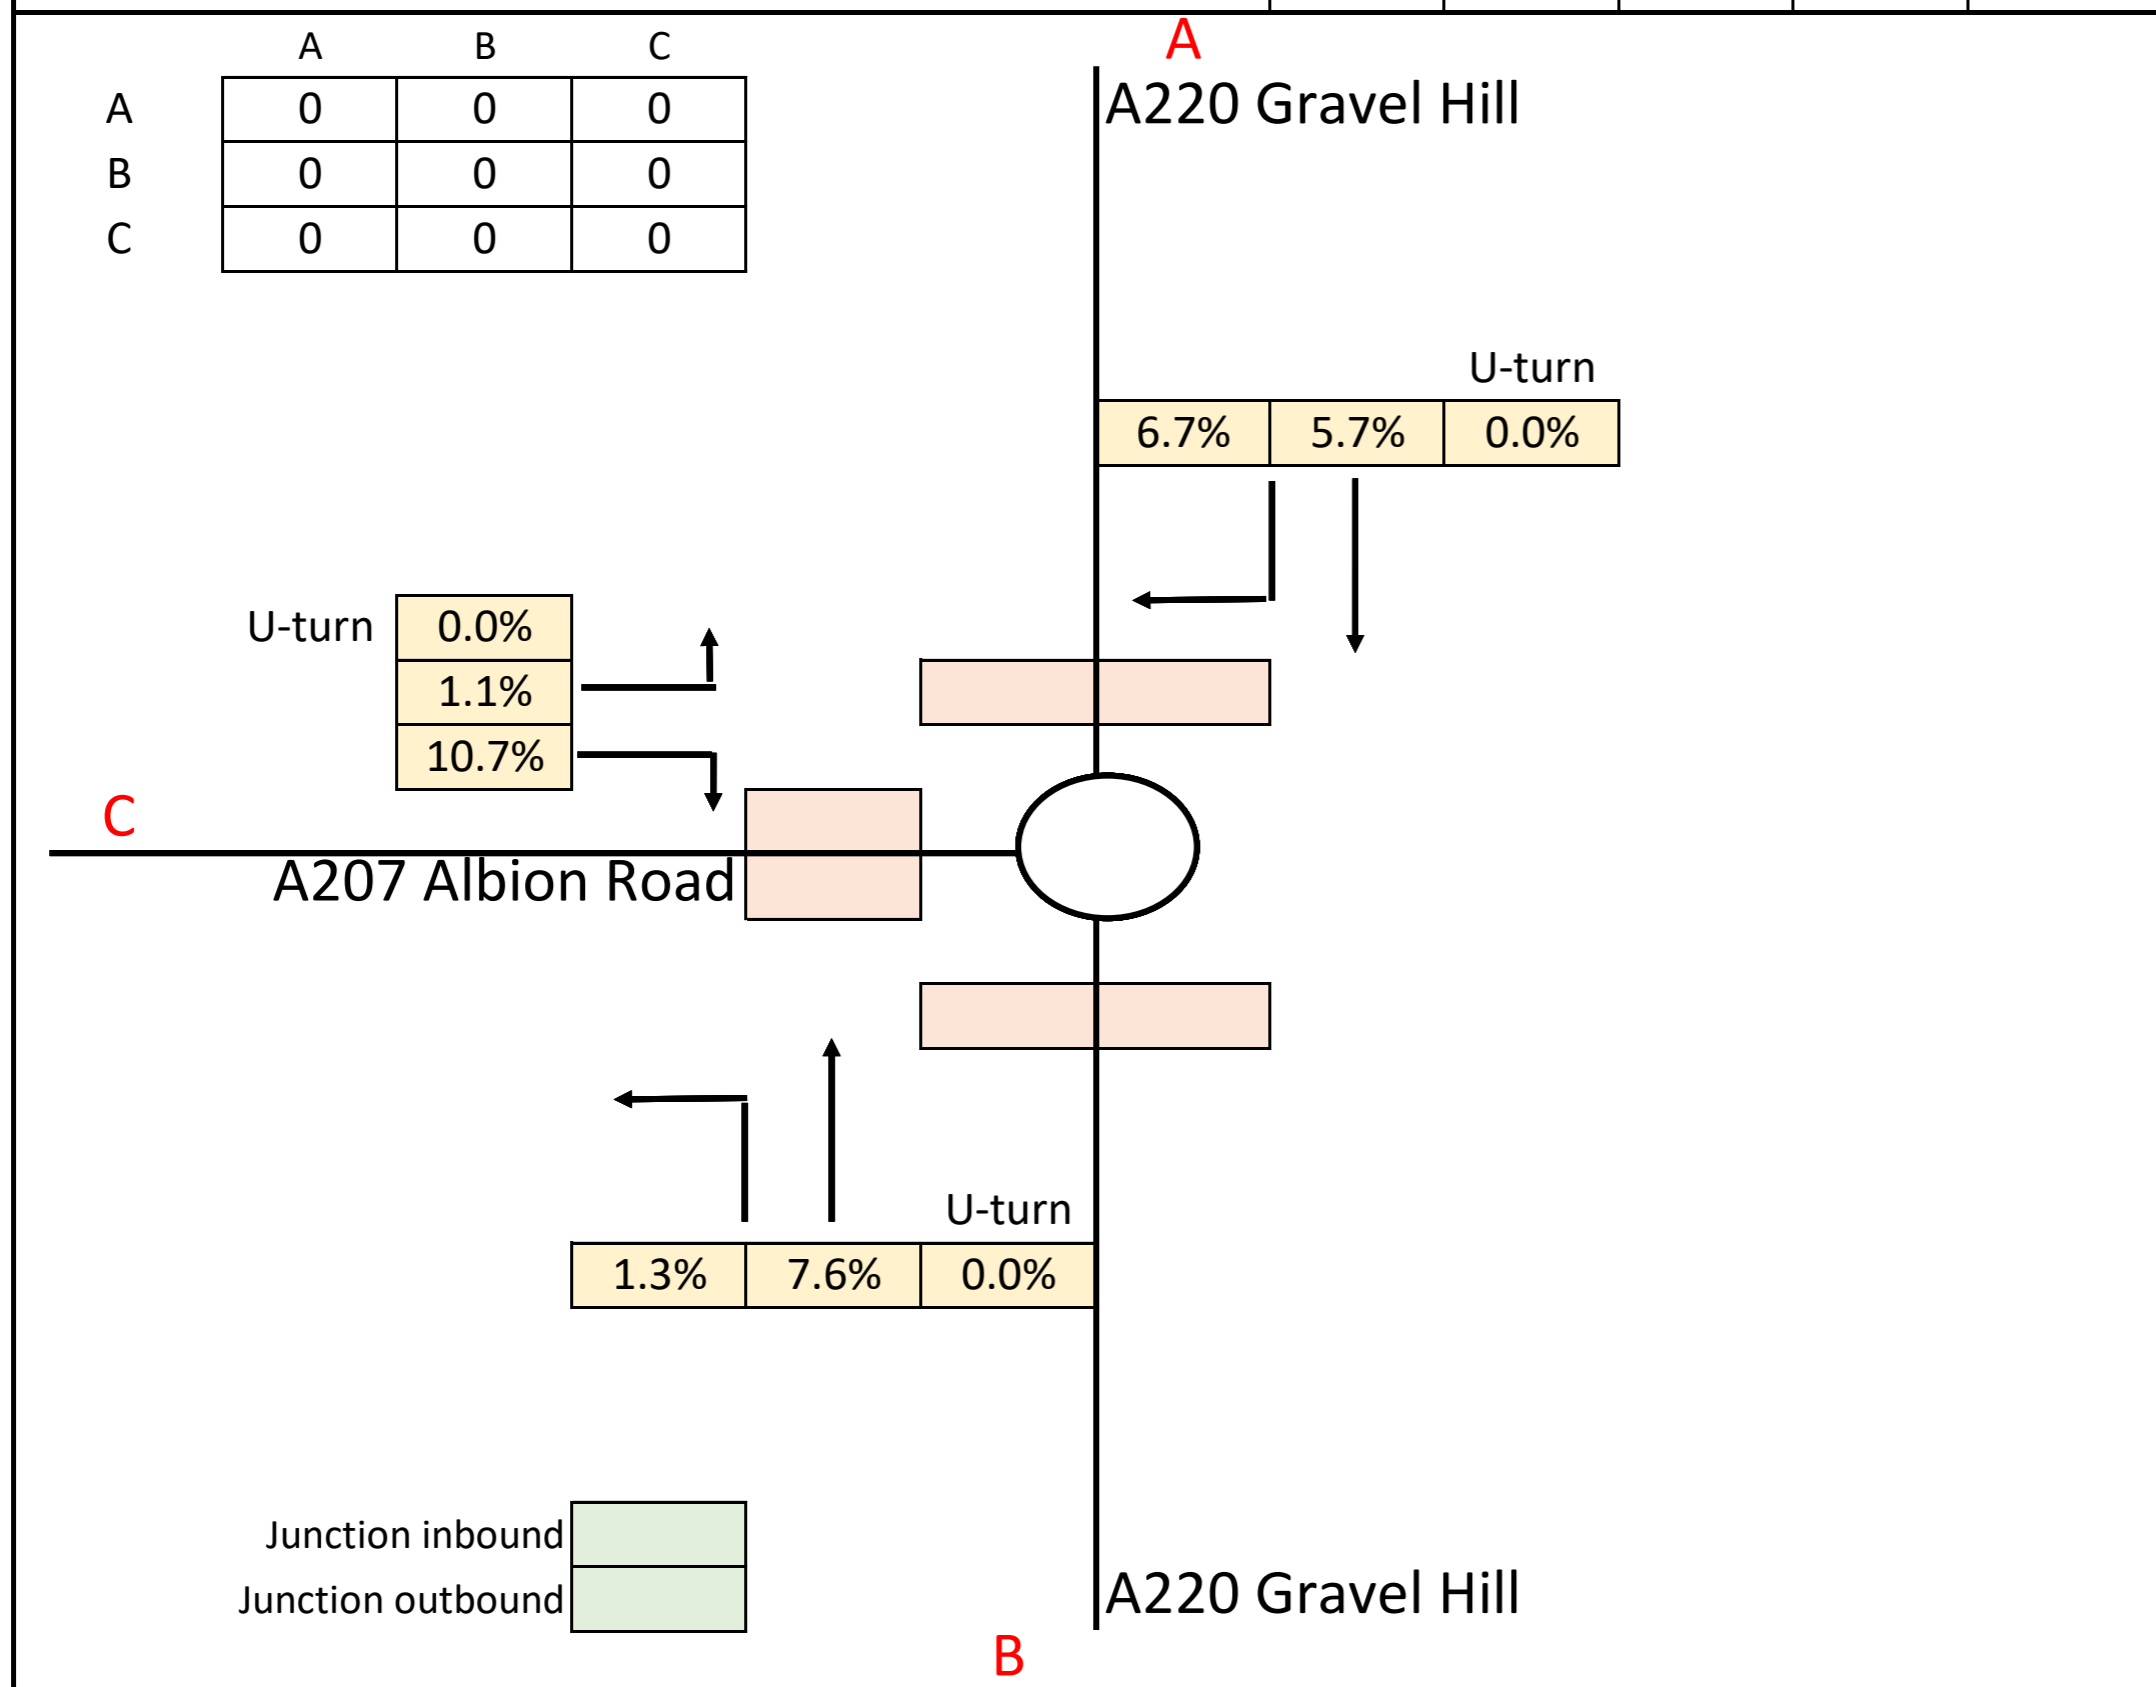 A
A B C
A 0 0 0
A220 Gravel Hill
B 0 0 0
C 0 0 0
U-turn
6.7% 5.7% 0.0%
U-turn 0.0%
1.1%
10.7%
C
A207 Albion Road
U-turn
1.3% 7.6% 0.0%
Junction inbound
Junction outbound
A220 Gravel Hill
B